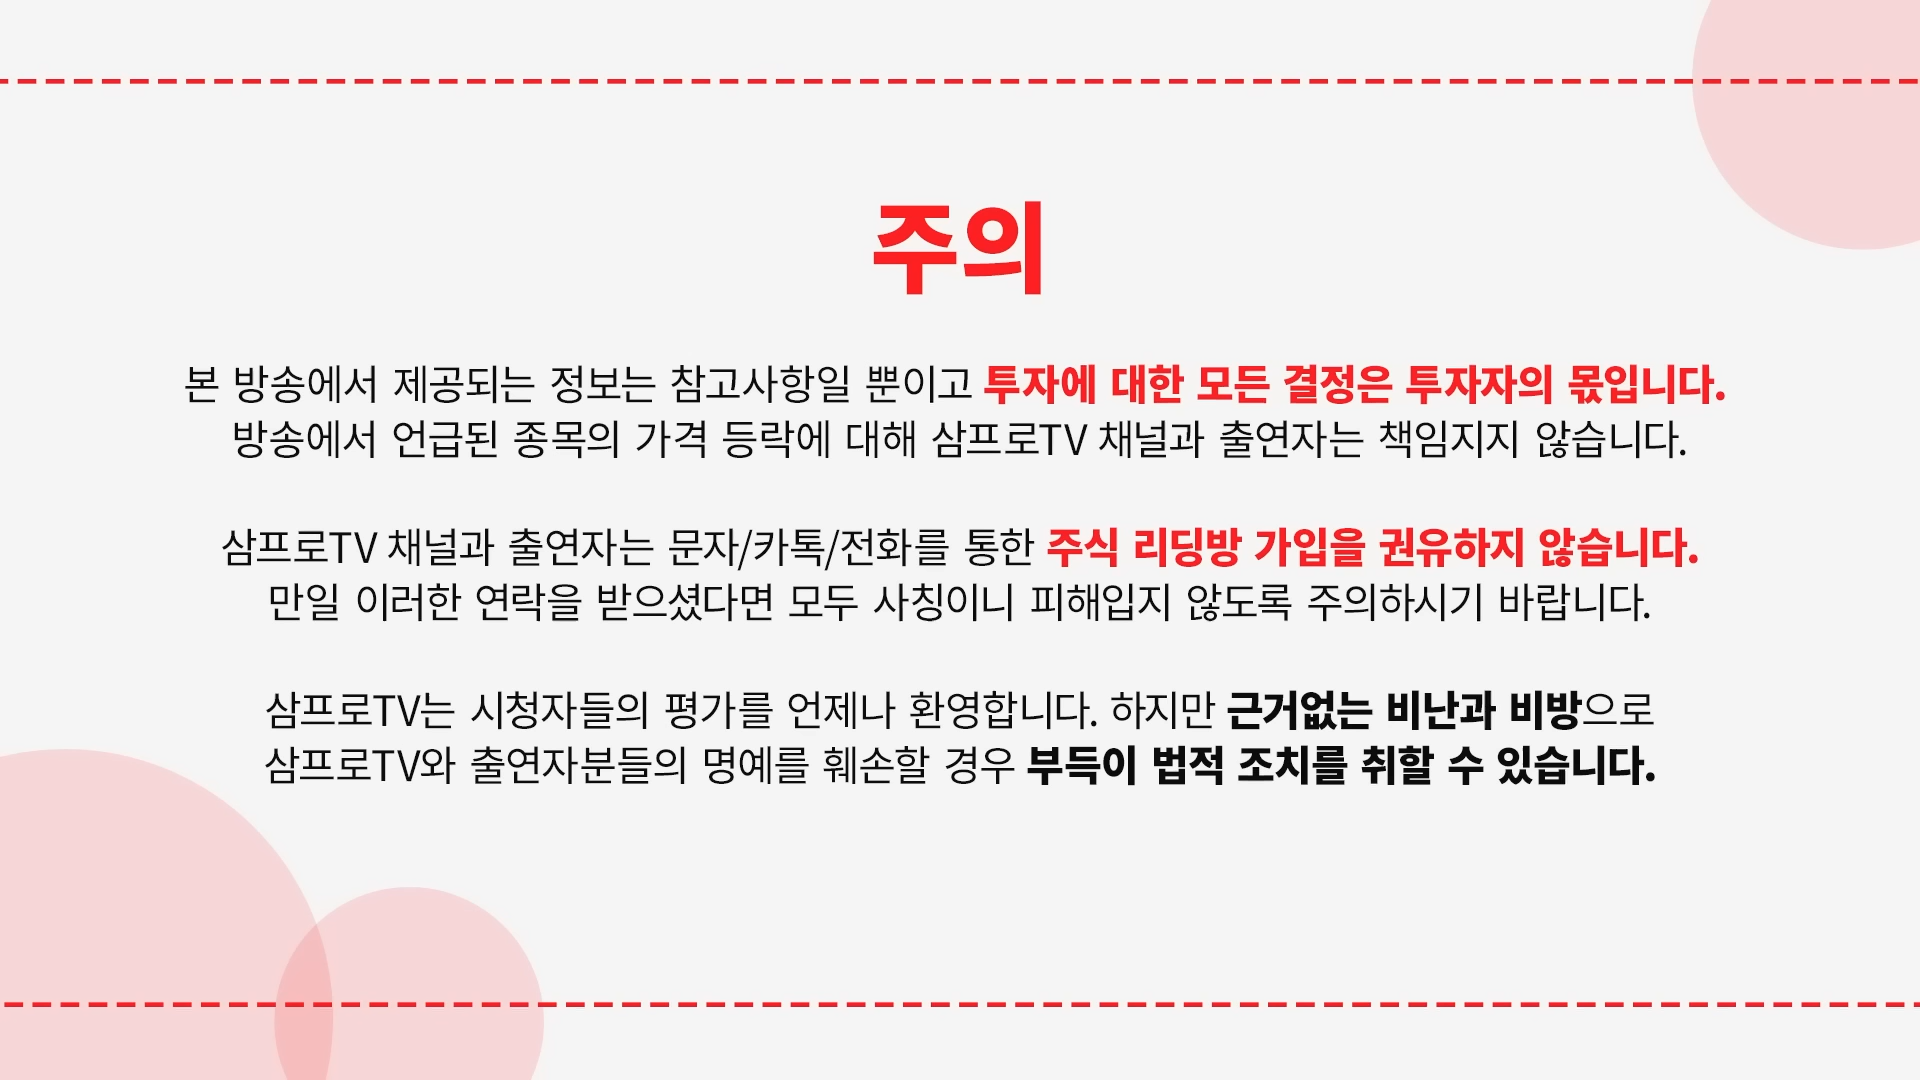 주의
본 방송에서 제공되는 정보는 참고사항일 뿐이고 투자에 대한 모든 결정은 투자자의 몫입니다.
방송에서 언급된 종목의 가격 등락에 대해 삼프로TV 채널과 출연자는 책임지지 않습니다.
삼프로TV 채널과 출연자는 문자/카톡/전화를 통한 주식 리딩방 가입을 권유하지 않습니다.
만일 이러한 연락을 받으셨다면 모두 사칭이니 피해입지 않도록 주의하시기 바랍니다.
삼프로TV는 시청자들의 평가를 언제나 환영합니다. 하지만 근거없는 비난과 비방으로
삼프로TV와 출연자분들의 명예를 훼손할 경우 부득이 법적 조치를 취할 수 있습니다.